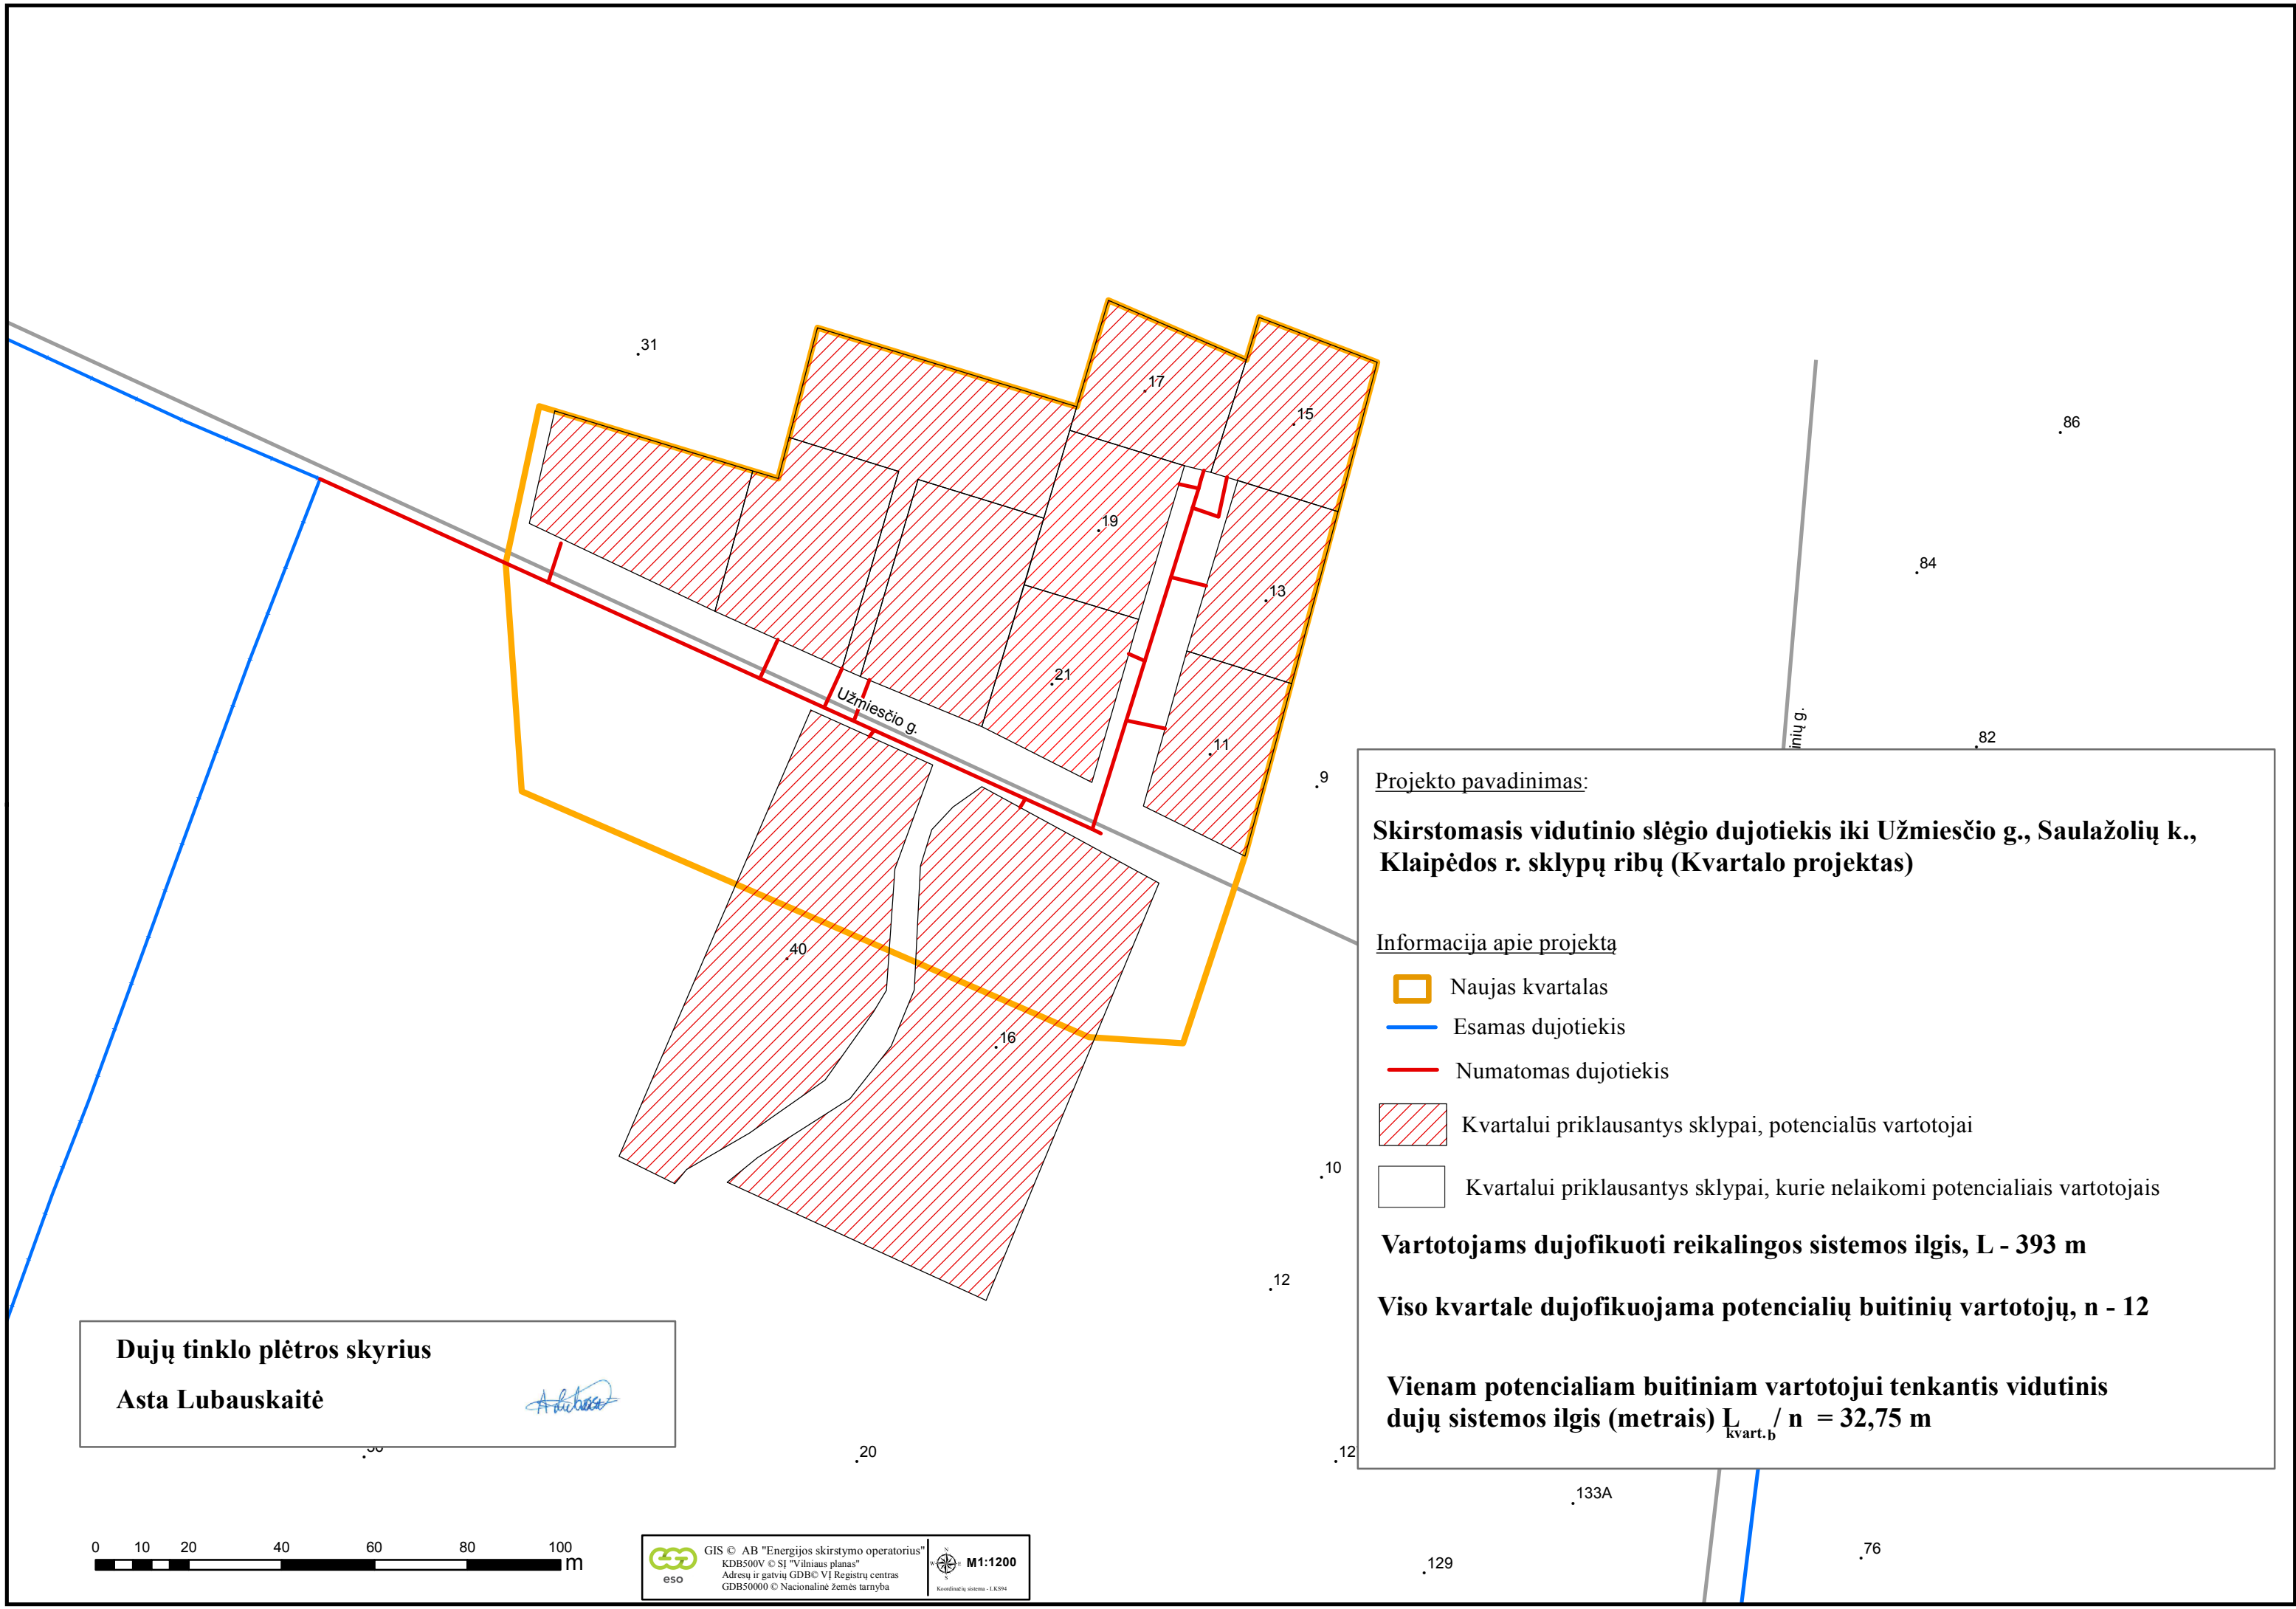 31
17
15
86
19
84
13
21
Užmiesčio g.
inių g.
11
82
9
40
16
10
12
Projekto pavadinimas:
Skirstomasis vidutinio slėgio dujotiekis iki Užmiesčio g., Saulažolių k.,
Klaipėdos r. sklypų ribų (Kvartalo projektas)
Informacija apie projektą
Naujas kvartalas
Esamas dujotiekis
Numatomas dujotiekis
Kvartalui priklausantys sklypai, potencialūs vartotojai
Kvartalui priklausantys sklypai, kurie nelaikomi potencialiais vartotojais
Vartotojams dujofikuoti reikalingos sistemos ilgis, L - 393 m
Viso kvartale dujofikuojama potencialių buitinių vartotojų, n - 12
Vienam potencialiam buitiniam vartotojui tenkantis vidutinis
dujų sistemos ilgis (metrais) L kvart.b / n = 32,75 m
Dujų tinklo plėtros skyrius
Asta Lubauskaitė
20
12
133A
129
76
0 10 20 40 60 80 100 m
eso
GIS © AB "Energijos skirstymo operatorius"
KDB500V © SĮ "Vilniaus planas"
Adresų ir gatvių GDB© VĮ Registrų centras
GDB50000 © Nacionalinė žemės tarnyba
N
W E
S
M1:1200
Koordinačių sistema - LKS94